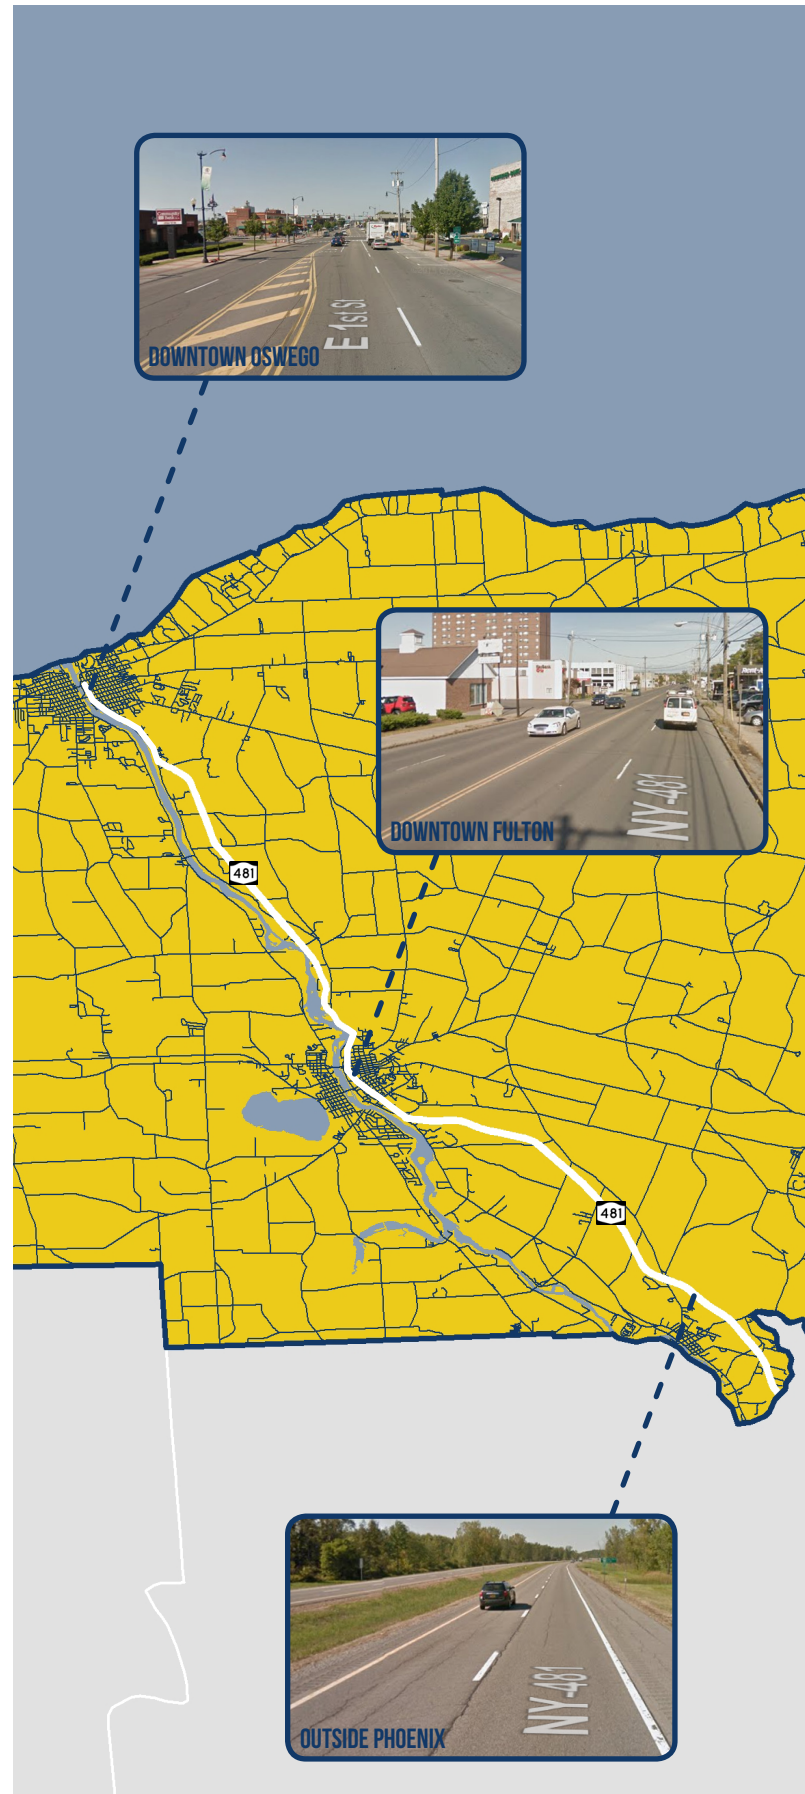 E 1st St
DOWNTOWN OSWEGO
NY-481
DOWNTOWN FULTON
481
481
NY-481
OUTSIDE PHOENIX